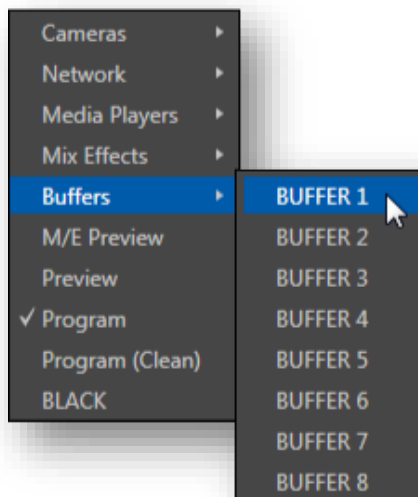 Cameras
Network
Media Players
Mix Effects
Buffers
M/E Preview
Preview
✓ Program
Program (Clean)
BLACK
BUFFER 1
BUFFER 2
BUFFER 3
BUFFER 4
BUFFER 5
BUFFER 6
BUFFER 7
BUFFER 8